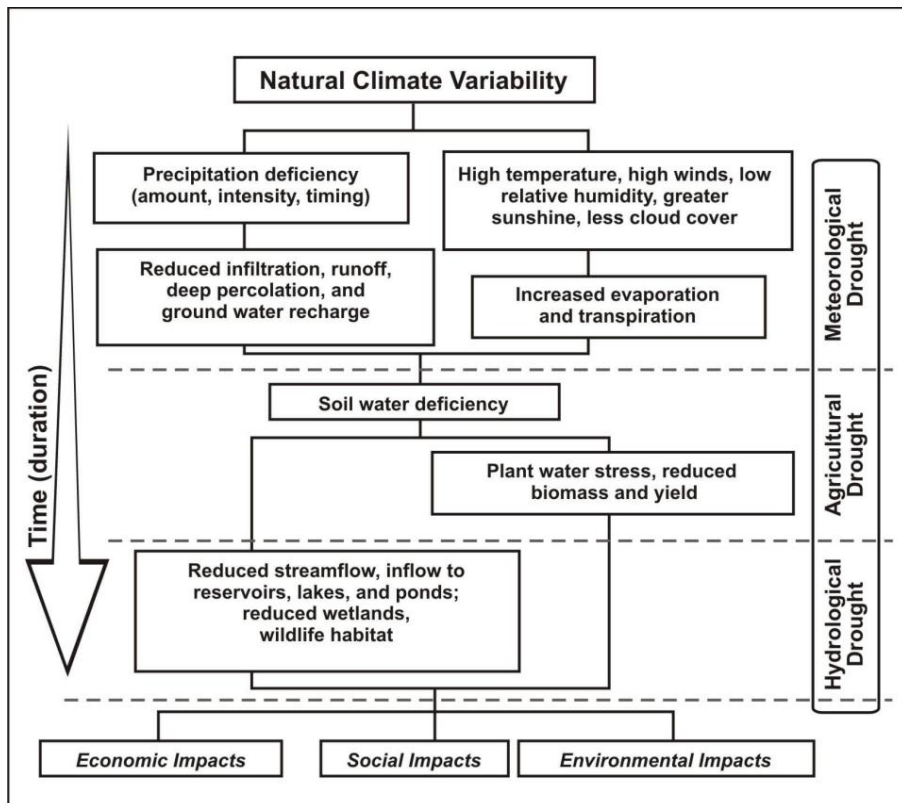 Natural Climate Variability
Precipitation deficiency
(amount, intensity, timing)
High temperature, high winds, low
relative humidity, greater
sunshine, less cloud cover
Reduced infiltration, runoff,
deep percolation, and
ground water recharge
Increased evaporation
and transpiration
Meteorological
Drought
Time (duration)
Soil water deficiency
Plant water stress, reduced
biomass and yield
Agricultural
Drought
Reduced streamflow, inflow to
reservoirs, lakes, and ponds;
reduced wetlands,
wildlife habitat
Hydrological
Drought
Economic Impacts
Social Impacts
Environmental Impacts